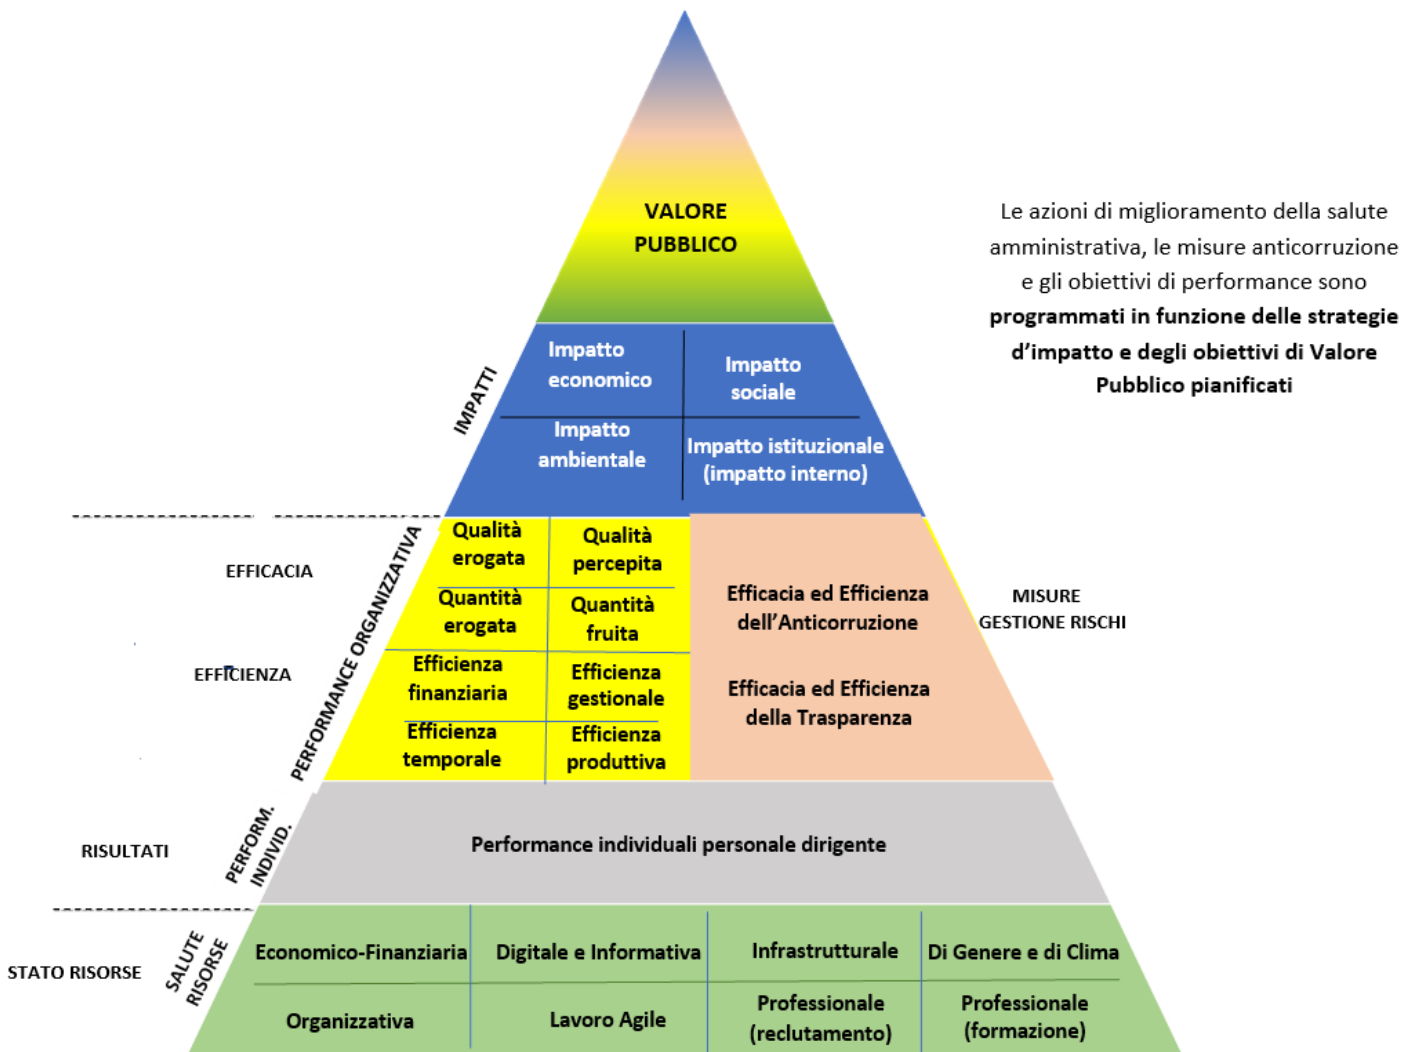 VALORE
PUBBLICO
Le azioni di miglioramento della salute
amministrativa, le misure anticorruzione
e gli obiettivi di performance sono
programmati in funzione delle strategie
d'impatto e degli obiettivi di Valore
Pubblico pianificati
IMPATTI
Impatto
economico
Impatto
sociale
Impatto
ambientale
Impatto istituzionale
(impatto interno)
EFFICACIA
EFFICIENZA
PERFORMANCE ORGANIZZATIVA
Qualità
erogata
Qualità
percepita
Quantità
erogata
Quantità
fruita
Efficienza
finanziaria
Efficienza
gestionale
Efficienza
temporale
Efficienza
produttiva
Efficacia ed Efficienza
dell'Anticorruzione
Efficacia ed Efficienza
della Trasparenza
MISURE
GESTIONE RISCHI
RISULTATI
PERFORM.
INDIVID.
Performance individuali personale dirigente
STATO RISORSE
SALUTE
RISORSE
Economico-Finanziaria
Digitale e Informativa
Infrastrutturale
Di Genere e di Clima
Organizzativa
Lavoro Agile
Professionale
(reclutamento)
Professionale
(formazione)